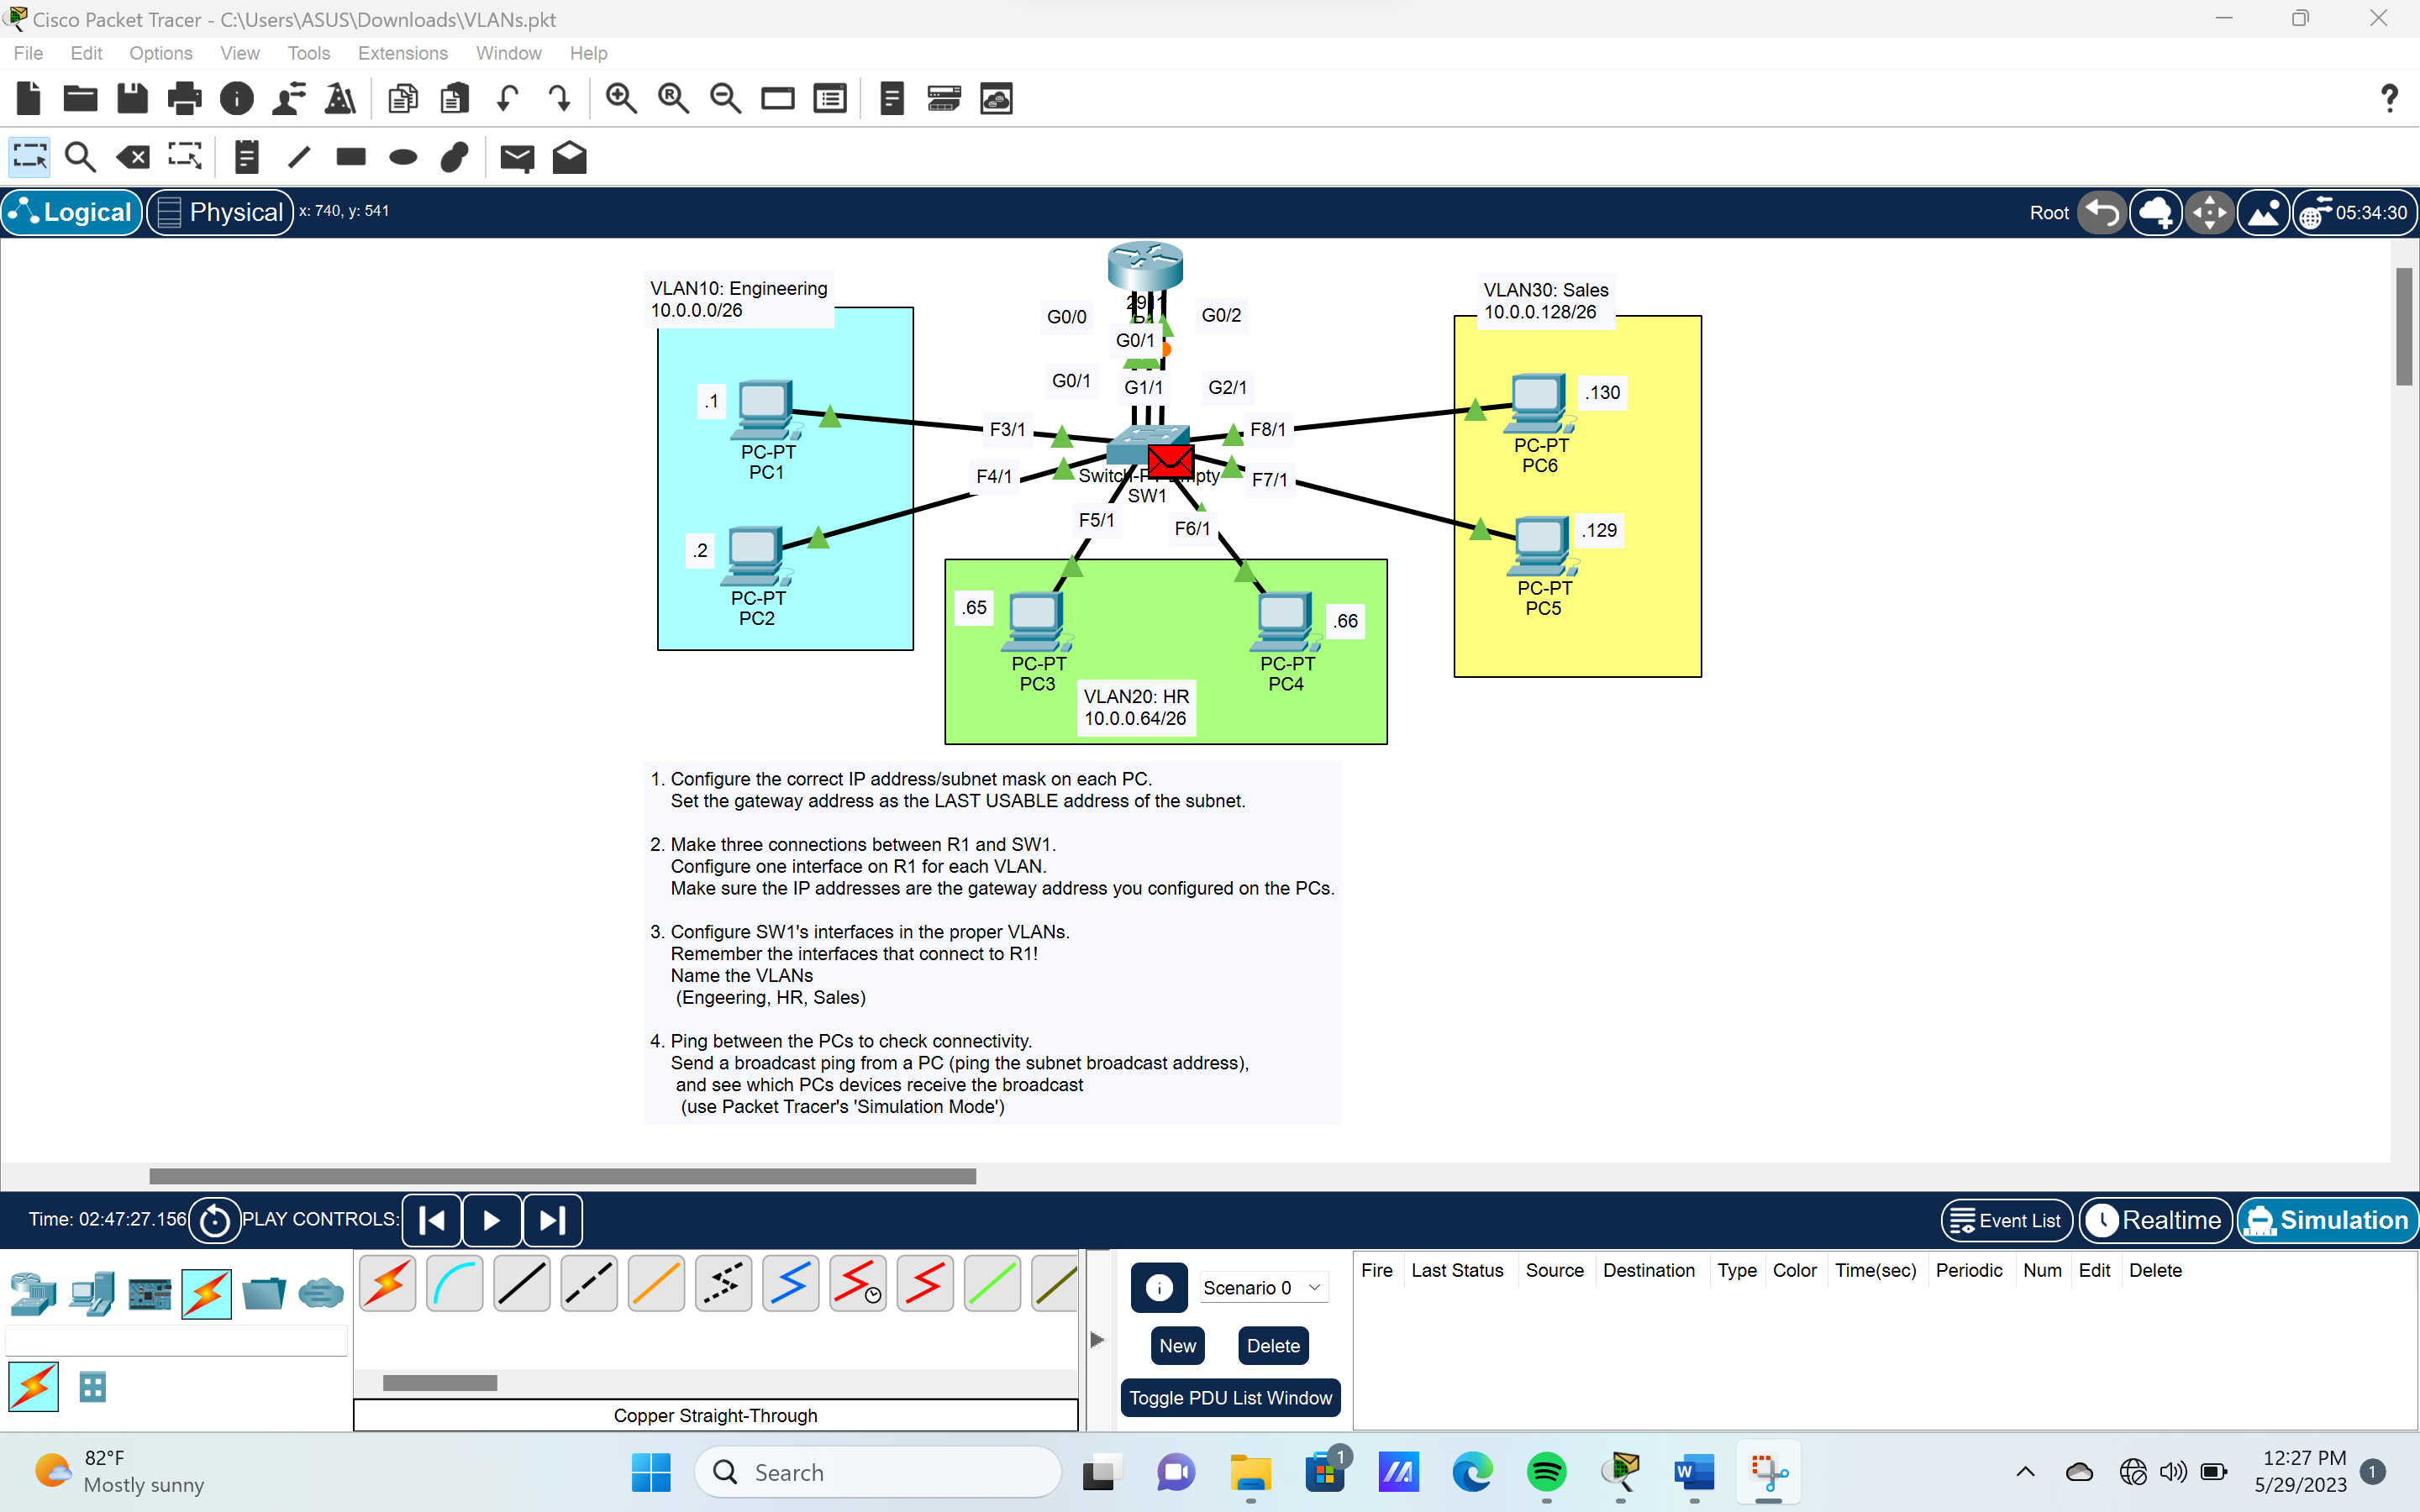 Cisco Packet Tracer - C:\Users\ASUS\Downloads\VLANs.pkt
File Edit Options View Tools Extensions Window Help
Logical Physical x: 740, y: 541 Root 05:34:30
VLAN10: Engineering
10.0.0.0/26
VLAN30: Sales
10.0.0.128/26
G0/0
G0/2
G0/1
G0/1
G1/1
G2/1
.1
PC-PT
PC1
F3/1
F8/1
.130
PC-PT
PC6
F4/1
SW1
F7/1
.2
PC-PT
PC2
F5/1
F6/1
.129
PC-PT
PC5
.65
PC-PT
PC3
.66
PC-PT
PC4
VLAN20: HR
10.0.0.64/26
1. Configure the correct IP address/subnet mask on each PC.
Set the gateway address as the LAST USABLE address of the subnet.
2. Make three connections between R1 and SW1.
Configure one interface on R1 for each VLAN.
Make sure the IP addresses are the gateway address you configured on the PCs.
3. Configure SW1's interfaces in the proper VLANs.
Remember the interfaces that connect to R1!
Name the VLANs
(Engeering, HR, Sales)
4. Ping between the PCs to check connectivity.
Send a broadcast ping from a PC (ping the subnet broadcast address),
and see which PCs devices receive the broadcast
(use Packet Tracer's 'Simulation Mode')
Time: 02:47:27.156 PLAY CONTROLS: Event List Realtime Simulation
Scenario 0
New Delete
Toggle PDU List Window
Fire Last Status Source Destination Type Color Time(sec) Periodic Num Edit Delete
Copper Straight-Through
82°F
Mostly sunny
Search
1
12:27 PM
5/29/2023
1